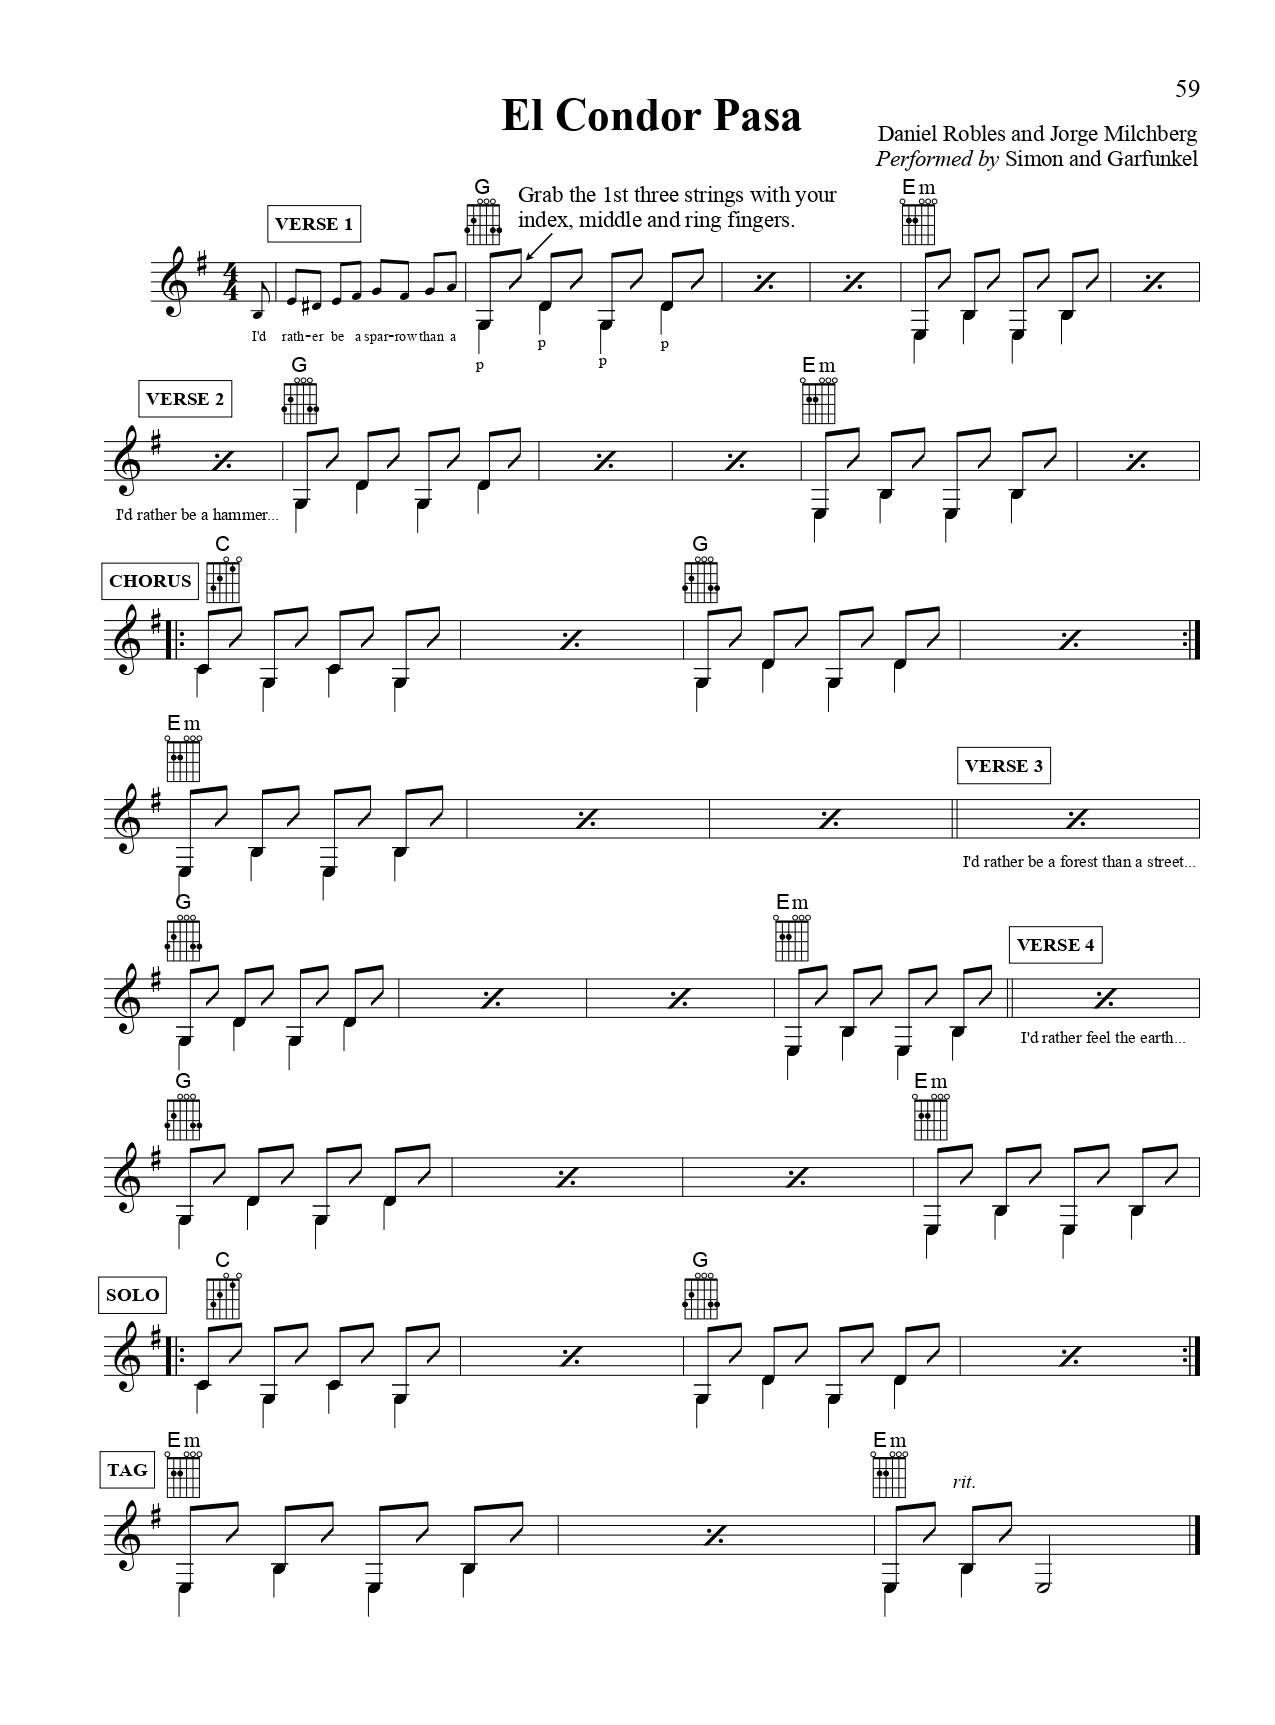 59
El Condor Pasa
Daniel Robles and Jorge Milchberg
Performed by Simon and Garfunkel
G
Grab the 1st three strings with your
index, middle and ring fingers.
Em
VERSE 1
4
4
I'd rath-er be a spar-row than a
p p p p
VERSE 2
G Em
I'd rather be a hammer...
CHORUS
C G
Em
VERSE 3
I'd rather be a forest than a street...
G Em
VERSE 4
I'd rather feel the earth...
G Em
SOLO
C G
TAG
Em Em
rit.